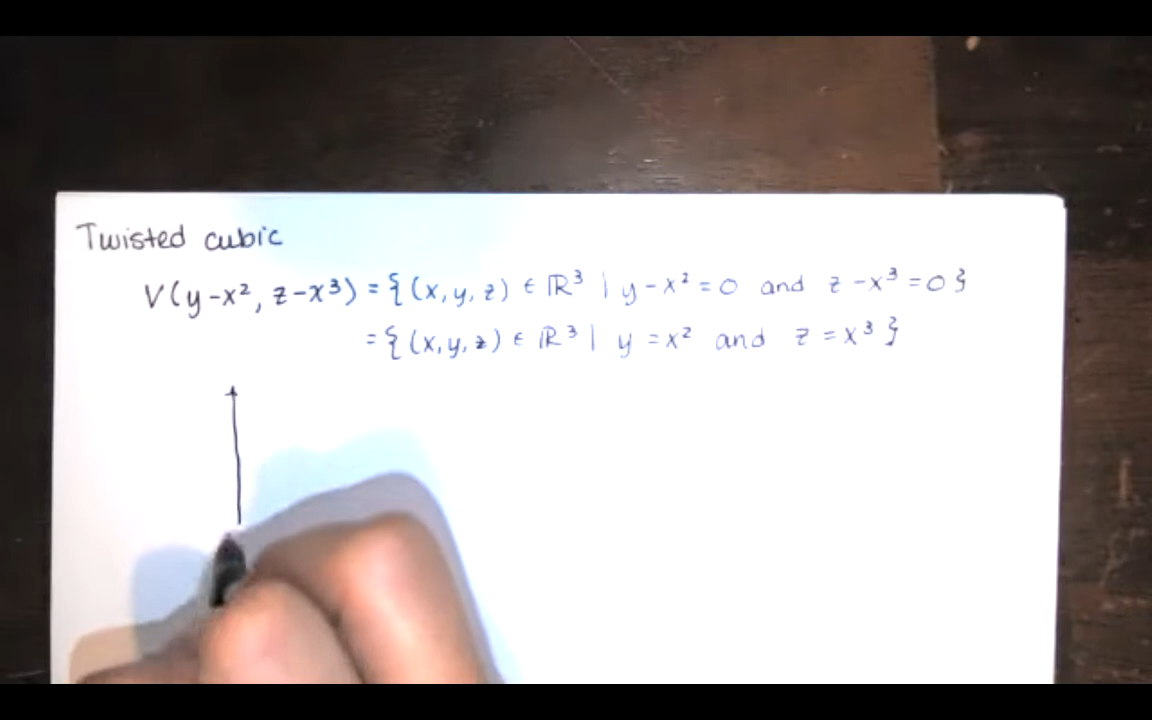 Twisted cubic
V(y-x², z-x³) = {(x, y, z) ∈ ℝ³ | y-x² = 0 and z-x³ = 0}
= {(x, y, z) ∈ ℝ³ | y = x² and z = x³}